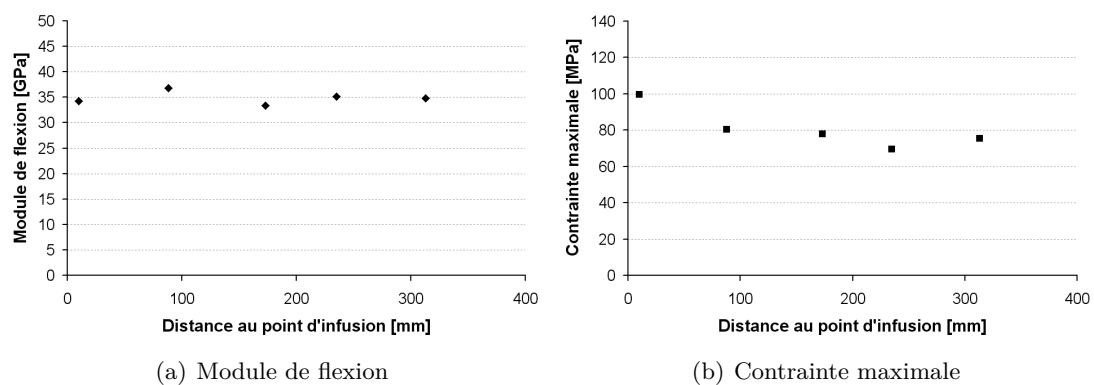 50
45
40
35
30
25
20
15
10
5
0
Module de flexion [GPa]
0 100 200 300 400
Distance au point d'infusion [mm]
(a) Module de flexion
140
120
100
80
60
40
20
0
Contrainte maximale [MPa]
0 100 200 300 400
Distance au point d'infusion [mm]
(b) Contrainte maximale